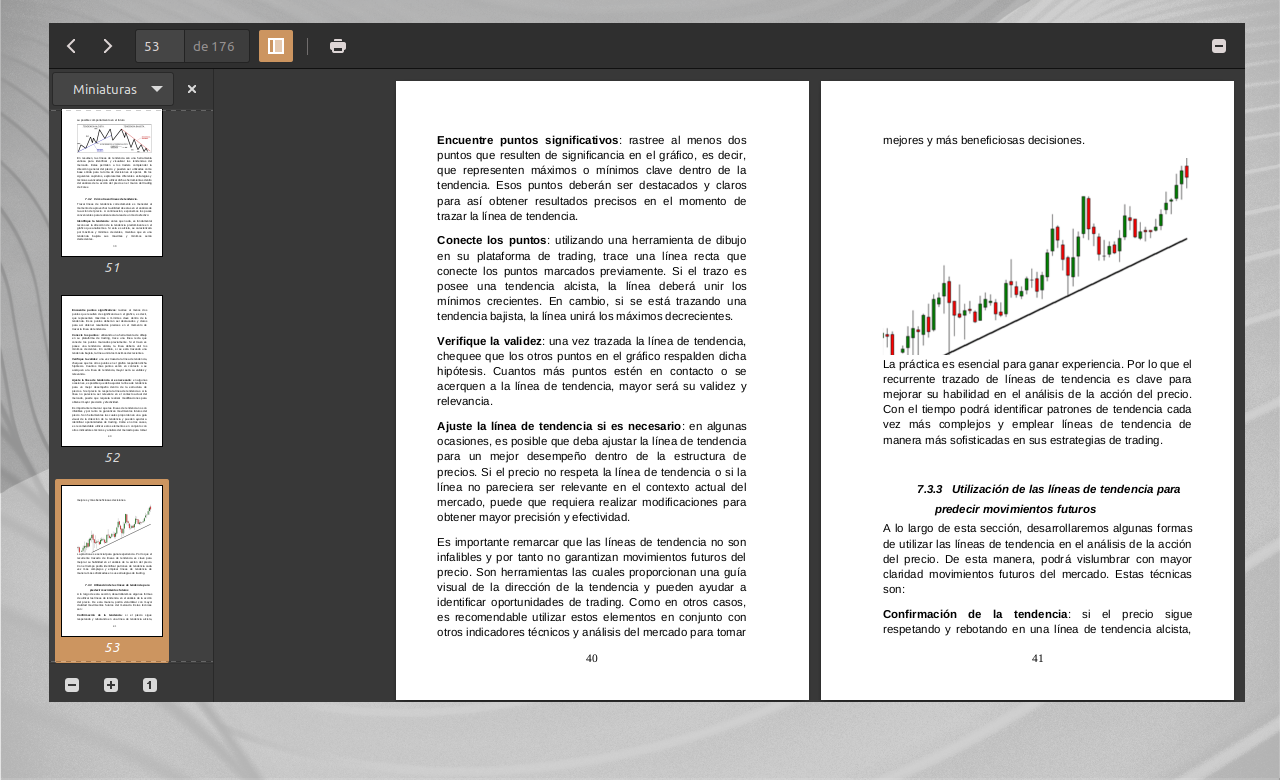 53
de 176
Miniaturas
51
52
53
Encuentre puntos significativos: rastree al menos dos
puntos que resulten de significancia en el gráfico, es decir,
que representen máximos o mínimos clave dentro de la
tendencia. Esos puntos deberán ser destacados y claros
para así obtener resultados precisos en el momento de
trazar la línea de tendencia.
Conecte los puntos: utilizando una herramienta de dibujo
en su plataforma de trading, trace una línea recta que
conecte los puntos marcados previamente. Si el trazo es
posee una tendencia alcista, la línea deberá unir los
mínimos crecientes. En cambio, si se está trazando una
tendencia bajista, la línea unirá los máximos decrecientes.
Verifique la validez: una vez trazada la línea de tendencia,
chequee que los otros puntos en el gráfico respalden dicha
hipótesis. Cuantos más puntos estén en contacto o se
acerquen a la línea de tendencia, mayor será su validez y
relevancia.
Ajuste la línea de tendencia si es necesario: en algunas
ocasiones, es posible que deba ajustar la línea de tendencia
para un mejor desempeño dentro de la estructura de
precios. Si el precio no respeta la línea de tendencia o si la
línea no pareciera ser relevante en el contexto actual del
mercado, puede que requiera realizar modificaciones para
obtener mayor precisión y efectividad.
Es importante remarcar que las líneas de tendencia no son
infalibles y por tanto no garantizan movimientos futuros del
precio. Son herramientas las cuales proporcionan una guía
visual de la dirección de la tendencia y pueden ayudar a
identificar oportunidades de trading. Como en otros casos,
es recomendable utilizar estos elementos en conjunto con
otros indicadores técnicos y análisis del mercado para tomar
40
mejores y más beneficiosas decisiones.
La práctica es esencial para ganar experiencia. Por lo que el
recurrente trazado de líneas de tendencia es clave para
mejorar su habilidad en el análisis de la acción del precio.
Con el tiempo podrá identificar patrones de tendencia cada
vez más complejos y emplear líneas de tendencia de
manera más sofisticadas en sus estrategias de trading.
7.3.3 Utilización de las líneas de tendencia para
predecir movimientos futuros
A lo largo de esta sección, desarrollaremos algunas formas
de utilizar las líneas de tendencia en el análisis de la acción
del precio. De esta manera, podrá vislumbrar con mayor
claridad movimientos futuros del mercado. Estas técnicas
son:
Confirmación de la tendencia: si el precio sigue
respetando y rebotando en una línea de tendencia alcista,
41